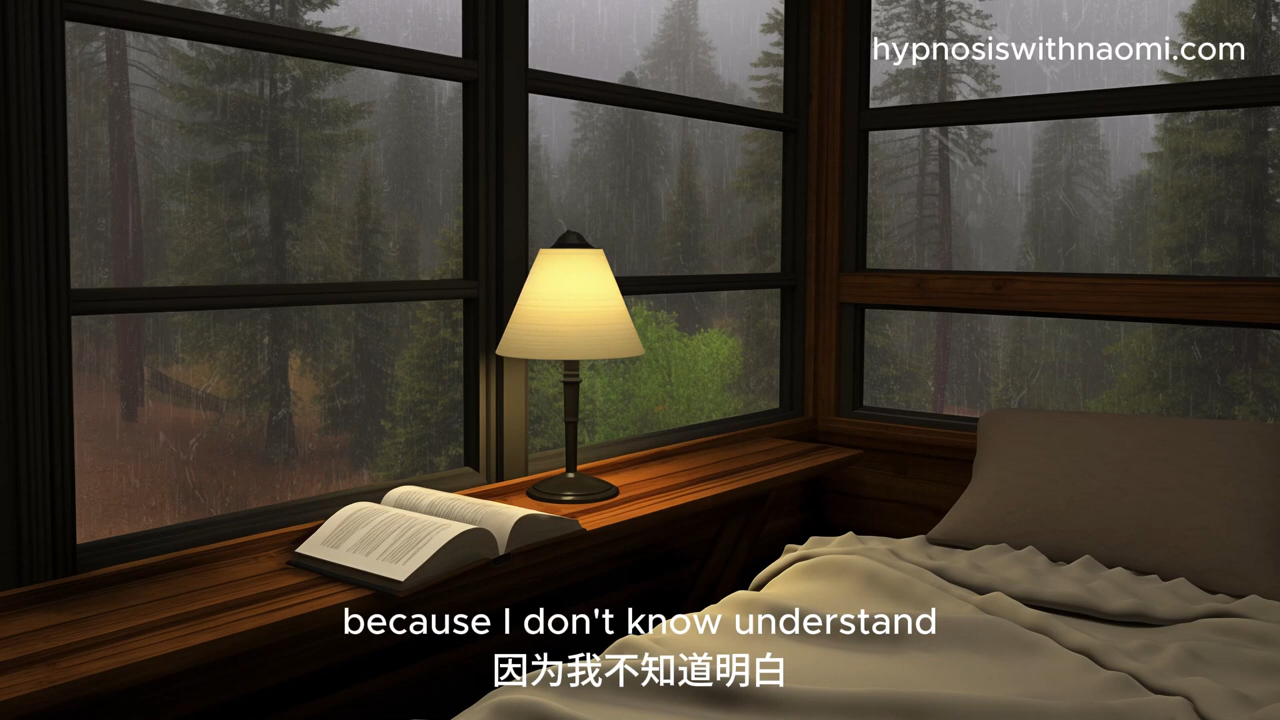 hypnosiswithnaomi.com
because I don't know understand
因为我不知道明白